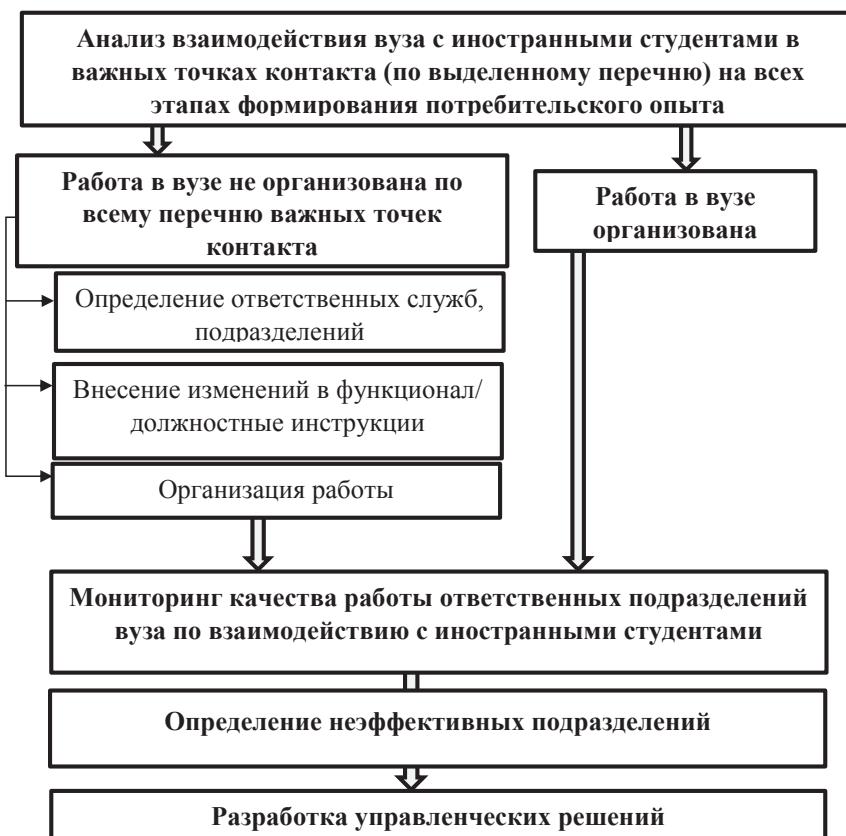 Анализ взаимодействия вуза с иностранными студентами в
важных точках контакта (по выделенному перечню) на всех
этапах формирования потребительского опыта
Работа в вузе не организована по
всему перечню важных точек
контакта
Работа в вузе
организована
Определение ответственных служб,
подразделений
Внесение изменений в функционал/
должностные инструкции
Организация работы
Мониторинг качества работы ответственных подразделений
вуза по взаимодействию с иностранными студентами
Определение неэффективных подразделений
Разработка управленческих решений